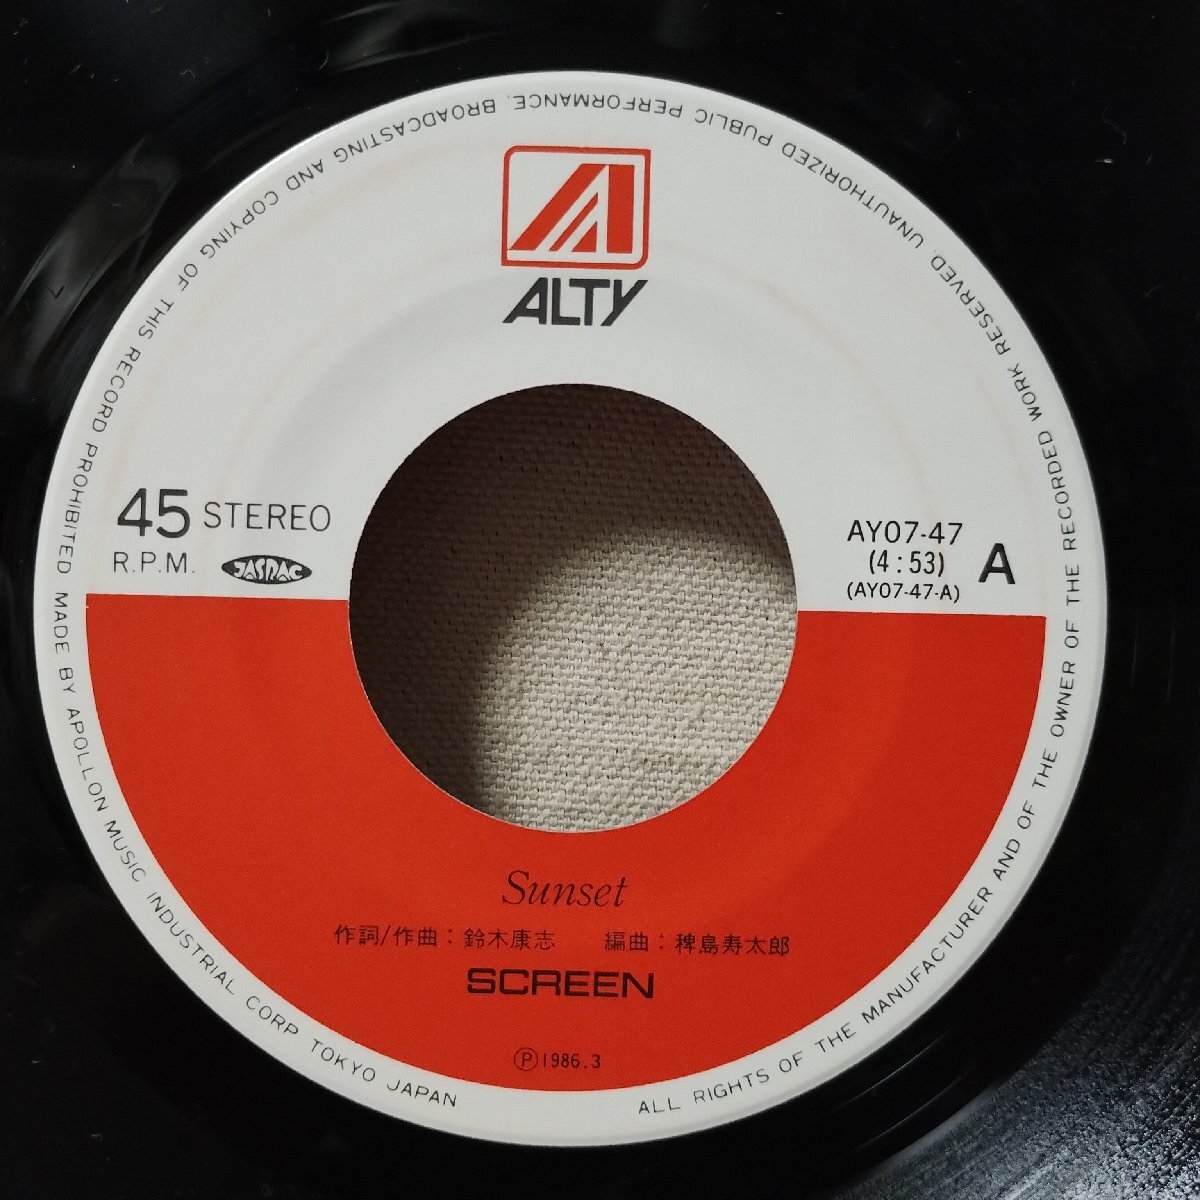 ALTY
45 STEREO
R.P.M. JASRAC
AY07-47
(4:53)
(AY07-47-A)
A
Sunset
作詞/作曲：鈴木康志 編曲：稗島寿太郎
SCREEN
Ⓟ1986.3
MADE BY APOLLON MUSIC INDUSTRIAL CORP TOKYO JAPAN
ALL RIGHTS OF THE MANUFACTURER AND OF THE OWNER OF THE RECORDED WORK RESERVED. UNAUTHORIZED PUBLIC PERFORMANCE, BROADCASTING AND COPYING OF THIS RECORD PROHIBITED